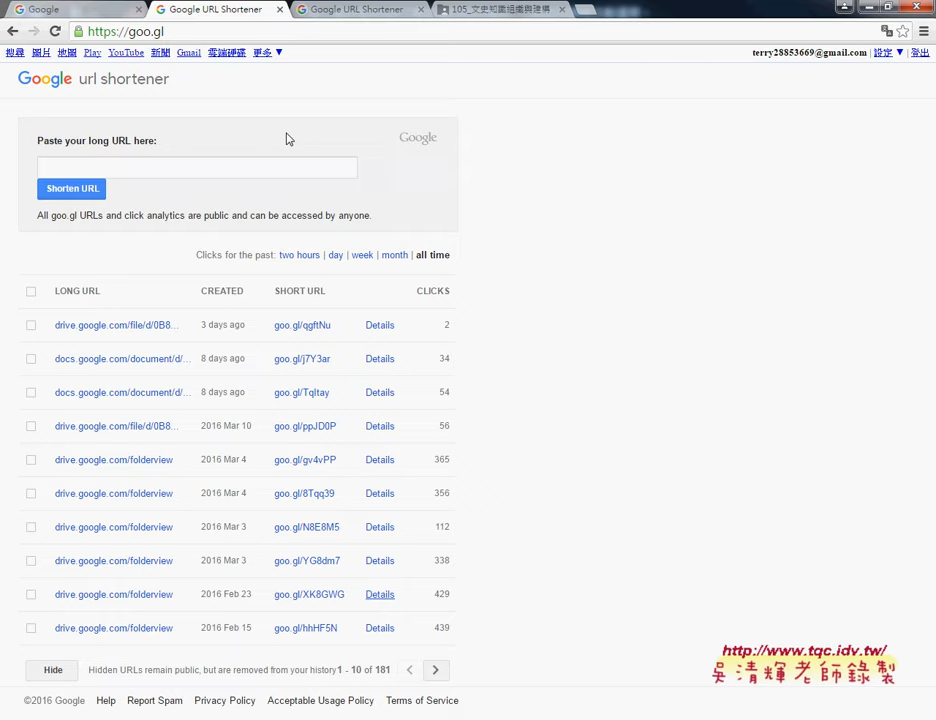 Google
Google URL Shortener
Google URL Shortener
105_文史知識組織與建構
https://goo.gl
搜尋 圖片 地圖 Play YouTube 新聞 Gmail 雲端硬碟 更多 ▼
terry28853669@gmail.com | 設定 ▼ | 登出
Google url shortener
Paste your long URL here:
Google
Shorten URL
All goo.gl URLs and click analytics are public and can be accessed by anyone.
Clicks for the past: two hours | day | week | month | all time
LONG URL CREATED SHORT URL CLICKS
drive.google.com/file/d/0B8... 3 days ago goo.gl/qgftNu Details 2
docs.google.com/document/d/... 8 days ago goo.gl/j7Y3ar Details 34
docs.google.com/document/d/... 8 days ago goo.gl/TqItay Details 54
drive.google.com/file/d/0B8... 2016 Mar 10 goo.gl/ppJD0P Details 56
drive.google.com/folderview 2016 Mar 4 goo.gl/gv4vPP Details 365
drive.google.com/folderview 2016 Mar 4 goo.gl/8Tqq39 Details 356
drive.google.com/folderview 2016 Mar 3 goo.gl/N8E8M5 Details 112
drive.google.com/folderview 2016 Mar 3 goo.gl/YG8dm7 Details 338
drive.google.com/folderview 2016 Feb 23 goo.gl/XK8GWG Details 429
drive.google.com/folderview 2016 Feb 15 goo.gl/hhHF5N Details 439
Hide Hidden URLs remain public, but are removed from your history 1 - 10 of 181
©2016 Google Help Report Spam Privacy Policy Acceptable Usage Policy Terms of Service
http://www.tqc.idv.tw/
吳清輝老師錄製